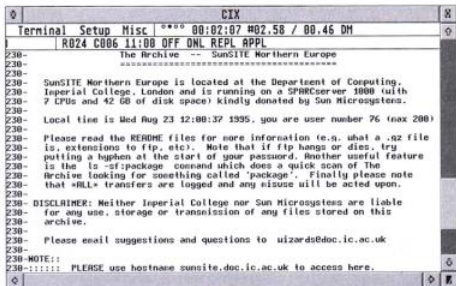 CIX
Terminal Setup Misc °°°° 00:02:07 #02.58 / 00.46 DM
R024 C006 11:00 OFF ONL REPL APPL
230- The Archive -- SunSITE Northern Europe
230- ======================================
230-
230- SunSITE Northern Europe is located at the Department of Computing,
230- Imperial College, London and is running on a SPARCserver 1000 (with
230- 7 CPUs and 42 GB of disk space) kindly donated by Sun Microsystems.
230-
230- Local time is Wed Aug 23 12:00:37 1995, you are user number 76 (max 200)
230-
230- Please read the README files for more information (e.g. what a .gz file
230- is, extensions to ftp, etc). Note that if ftp hangs or dies, try
230- putting a hyphen at the start of your password. Another useful feature
230- is the ls -sf|package command which does a quick scan of The
230- Archive looking for something called 'package'. Finally please note
230- that *ALL* transfers are logged and any misuse will be acted upon.
230-
230- DISCLAIMER: Neither Imperial College nor Sun Microsystems are liable
230- for any use, storage or transmission of any files stored on this
230- archive.
230-
230- Please email suggestions and questions to wizards@doc.ic.ac.uk
230-
230-NOTE::
230-:::::: PLEASE use hostname sunsite.doc.ic.ac.uk to access here.